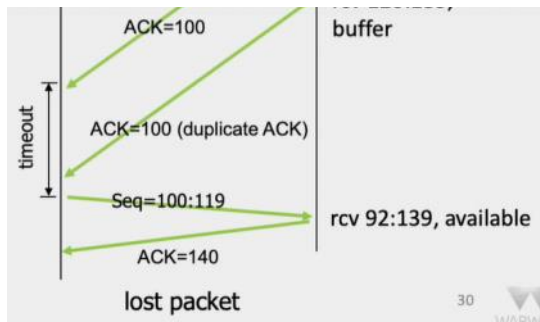 ACK=100
buffer
timeout
ACK=100 (duplicate ACK)
Seq=100:119
rcv 92:139, available
ACK=140
lost packet
30